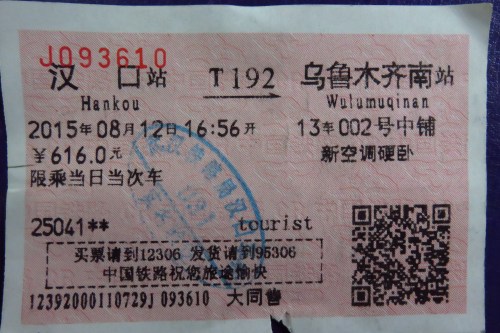 J093610
汉口站 T192 乌鲁木齐南站
Hankou Wulumuqinan
2015年08月12日16:56开 13车002号中铺
￥616.0元 新空调硬卧
限乘当日当次车
25041** tourist
买票请到12306 发货请到95306
中国铁路祝您旅途愉快
12392000110729J 093610 大同售